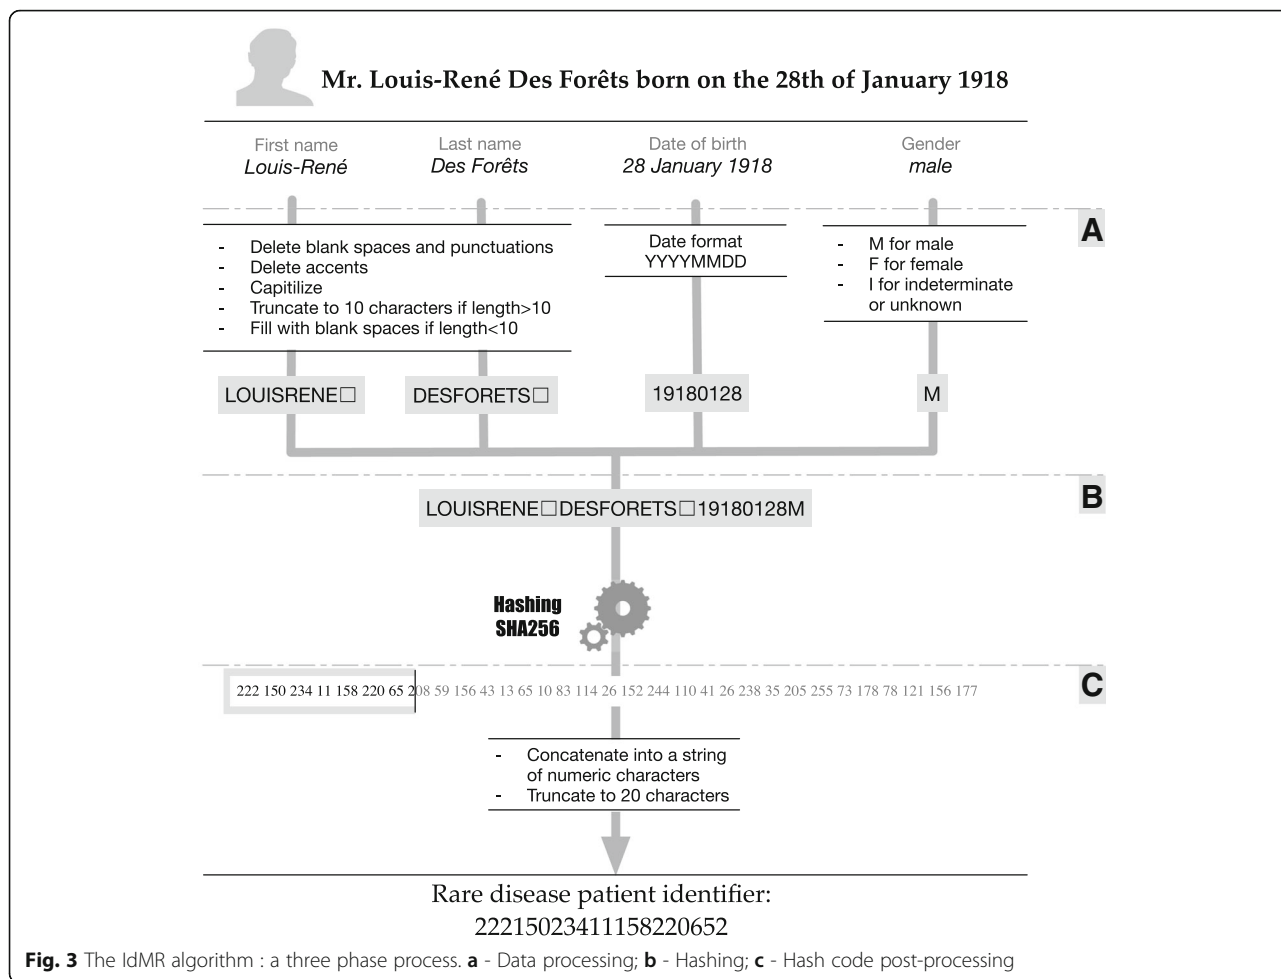 Mr. Louis-René Des Forêts born on the 28th of January 1918
First name
Louis-René
Last name
Des Forêts
Date of birth
28 January 1918
Gender
male
A
- Delete blank spaces and punctuations
- Delete accents
- Capitilize
- Truncate to 10 characters if length>10
- Fill with blank spaces if length<10
Date format
YYYYMMDD
- M for male
- F for female
- I for indeterminate
or unknown
LOUISRENE□
DESFORETS□
19180128
M
B
LOUISRENE□DESFORETS□19180128M
Hashing
SHA256
C
222 150 234 11 158 220 65 208 59 156 43 13 65 10 83 114 26 152 244 110 41 26 238 35 205 255 73 178 78 121 156 177
- Concatenate into a string
of numeric characters
- Truncate to 20 characters
Rare disease patient identifier:
22215023411158220652
Fig. 3 The IdMR algorithm : a three phase process. a - Data processing; b - Hashing; c - Hash code post-processing